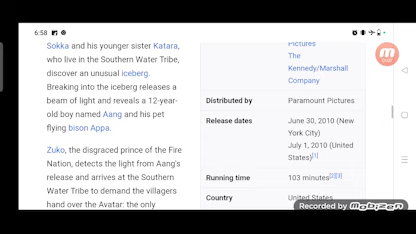 6:58
Sokka and his younger sister Katara,
who live in the Southern Water Tribe,
discover an unusual iceberg.
Breaking into the iceberg releases a
beam of light and reveals a 12-year-
old boy named Aang and his pet
flying bison Appa.
Zuko, the disgraced prince of the Fire
Nation, detects the light from Aang's
release and arrives at the Southern
Water Tribe to demand the villagers
hand over the Avatar: the only
Pictures
The
Kennedy/Marshall
Company
Distributed by Paramount Pictures
Release dates June 30, 2010 (New
York City)
July 1, 2010 (United
States)[1]
Running time 103 minutes[2][3]
Country United States
Recorded by Mobizen